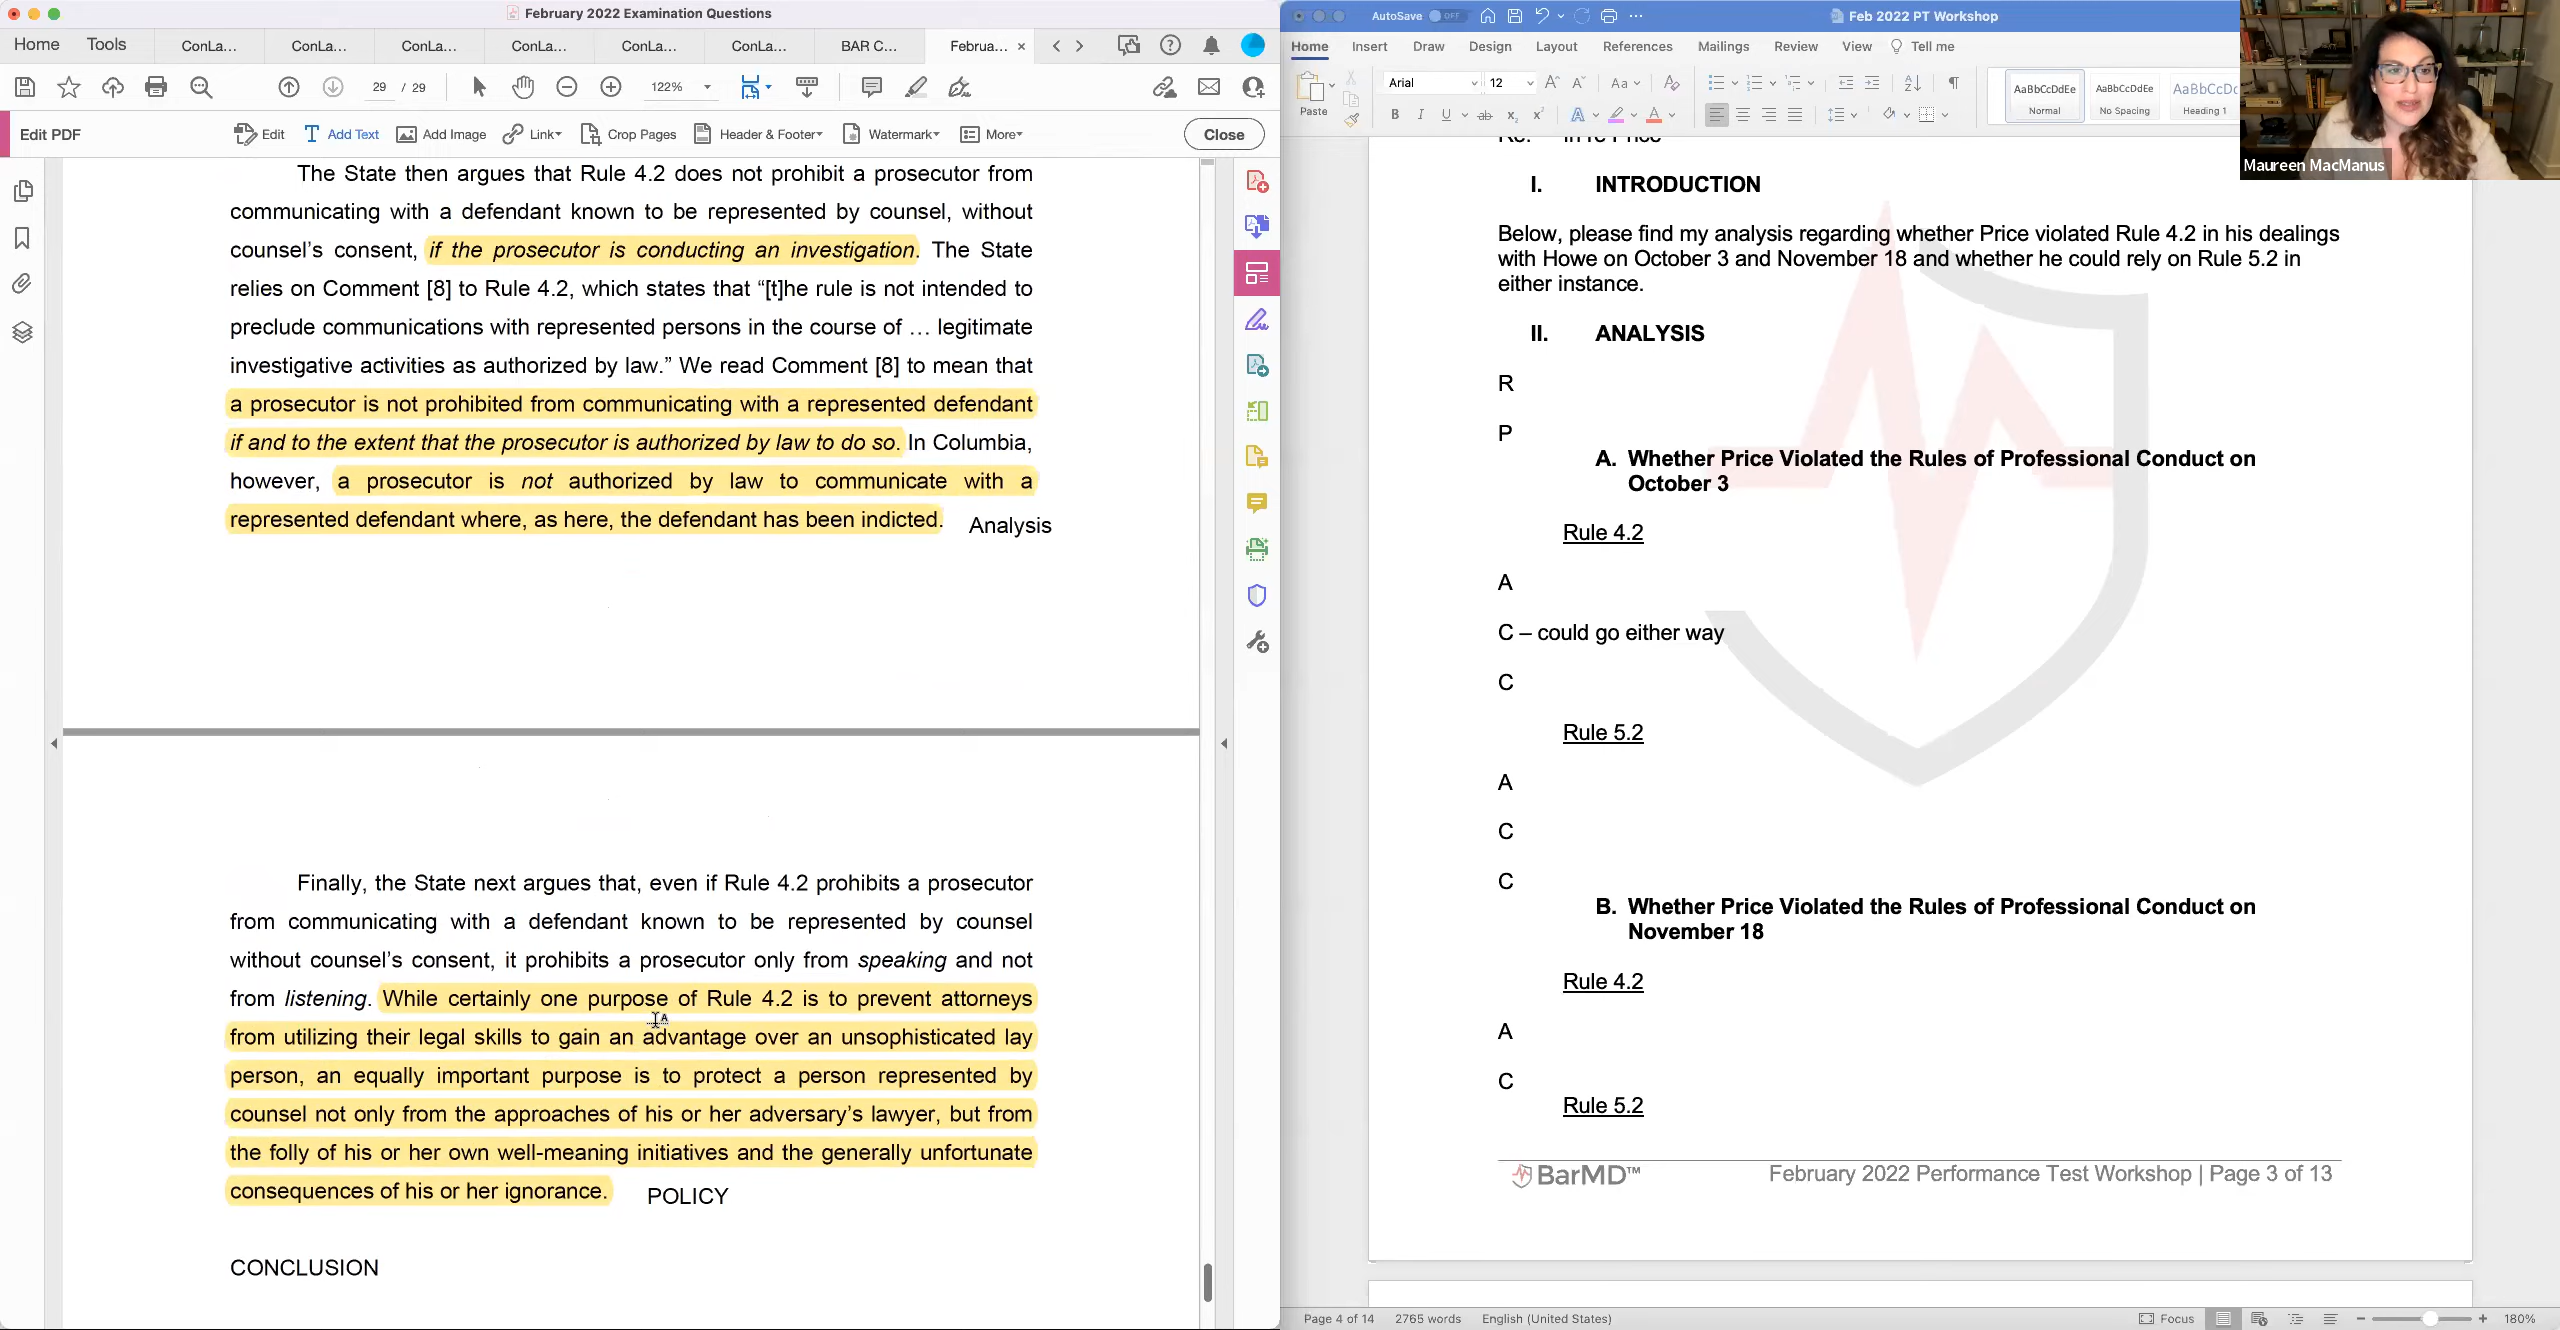 February 2022 Examination Questions
Home Tools ConLa... ConLa... ConLa... ConLa... ConLa... ConLa... BAR C... Februa... ×
29 / 29 122%
Edit PDF Edit Add Text Add Image Link Crop Pages Header & Footer Watermark More Close
The State then argues that Rule 4.2 does not prohibit a prosecutor from
communicating with a defendant known to be represented by counsel, without
counsel's consent, if the prosecutor is conducting an investigation. The State
relies on Comment [8] to Rule 4.2, which states that “[t]he rule is not intended to
preclude communications with represented persons in the course of … legitimate
investigative activities as authorized by law.” We read Comment [8] to mean that
a prosecutor is not prohibited from communicating with a represented defendant
if and to the extent that the prosecutor is authorized by law to do so. In Columbia,
however, a prosecutor is not authorized by law to communicate with a
represented defendant where, as here, the defendant has been indicted. Analysis
Finally, the State next argues that, even if Rule 4.2 prohibits a prosecutor
from communicating with a defendant known to be represented by counsel
without counsel's consent, it prohibits a prosecutor only from speaking and not
from listening. While certainly one purpose of Rule 4.2 is to prevent attorneys
from utilizing their legal skills to gain an advantage over an unsophisticated lay
person, an equally important purpose is to protect a person represented by
counsel not only from the approaches of his or her adversary's lawyer, but from
the folly of his or her own well-meaning initiatives and the generally unfortunate
consequences of his or her ignorance. POLICY
CONCLUSION
AutoSave OFF Feb 2022 PT Workshop
Home Insert Draw Design Layout References Mailings Review View Tell me
Paste Arial 12 AaBbCcDdEe Normal AaBbCcDdEe No Spacing AaBbCcDc Heading 1
Maureen MacManus
I. INTRODUCTION
Below, please find my analysis regarding whether Price violated Rule 4.2 in his dealings
with Howe on October 3 and November 18 and whether he could rely on Rule 5.2 in
either instance.
II. ANALYSIS
R
P
A. Whether Price Violated the Rules of Professional Conduct on
October 3
Rule 4.2
A
C – could go either way
C
Rule 5.2
A
C
C
B. Whether Price Violated the Rules of Professional Conduct on
November 18
Rule 4.2
A
C
Rule 5.2
BarMD™ February 2022 Performance Test Workshop | Page 3 of 13
Page 4 of 14 2765 words English (United States) Focus 180%